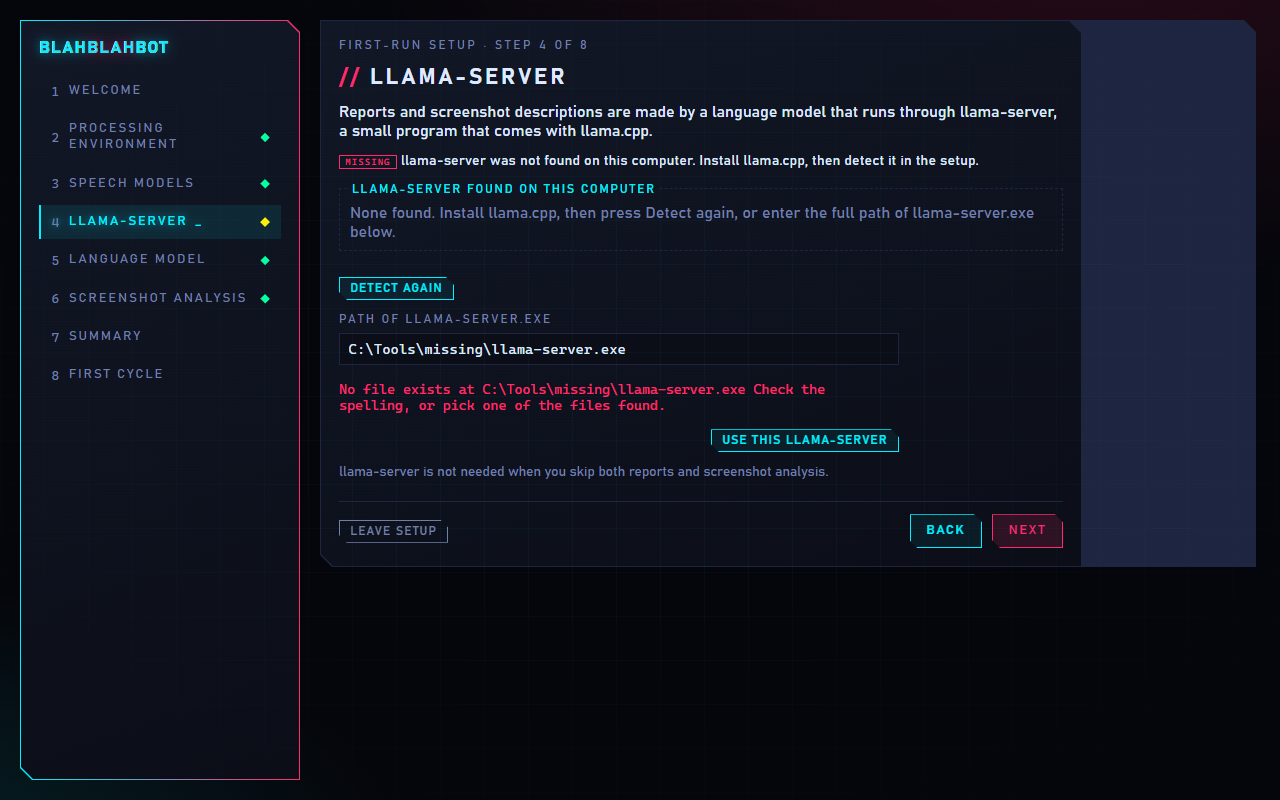 BLAHBLAHBOT
1 WELCOME
2 PROCESSING
ENVIRONMENT
3 SPEECH MODELS
4 LLAMA-SERVER _
5 LANGUAGE MODEL
6 SCREENSHOT ANALYSIS
7 SUMMARY
8 FIRST CYCLE
FIRST-RUN SETUP · STEP 4 OF 8
// LLAMA-SERVER
Reports and screenshot descriptions are made by a language model that runs through llama-server,
a small program that comes with llama.cpp.
MISSING llama-server was not found on this computer. Install llama.cpp, then detect it in the setup.
LLAMA-SERVER FOUND ON THIS COMPUTER
None found. Install llama.cpp, then press Detect again, or enter the full path of llama-server.exe
below.
DETECT AGAIN
PATH OF LLAMA-SERVER.EXE
C:\Tools\missing\llama-server.exe
No file exists at C:\Tools\missing\llama-server.exe Check the
spelling, or pick one of the files found.
USE THIS LLAMA-SERVER
llama-server is not needed when you skip both reports and screenshot analysis.
LEAVE SETUP
BACK
NEXT